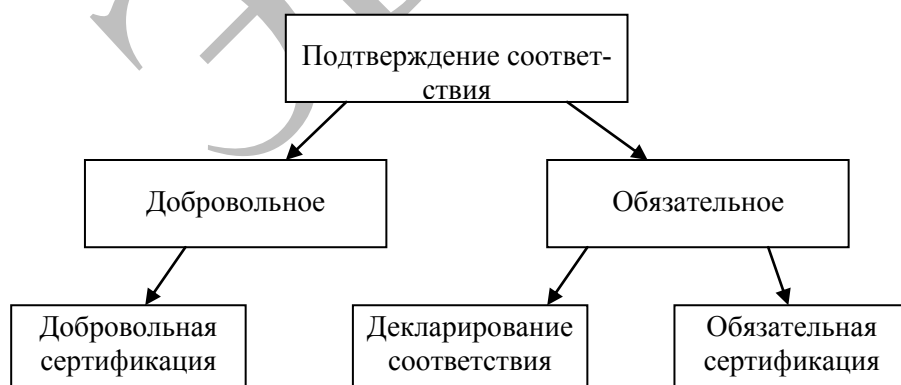 Подтверждение соответ-
ствия
Добровольное
Обязательное
Добровольная
сертификация
Декларирование
соответствия
Обязательная
сертификация